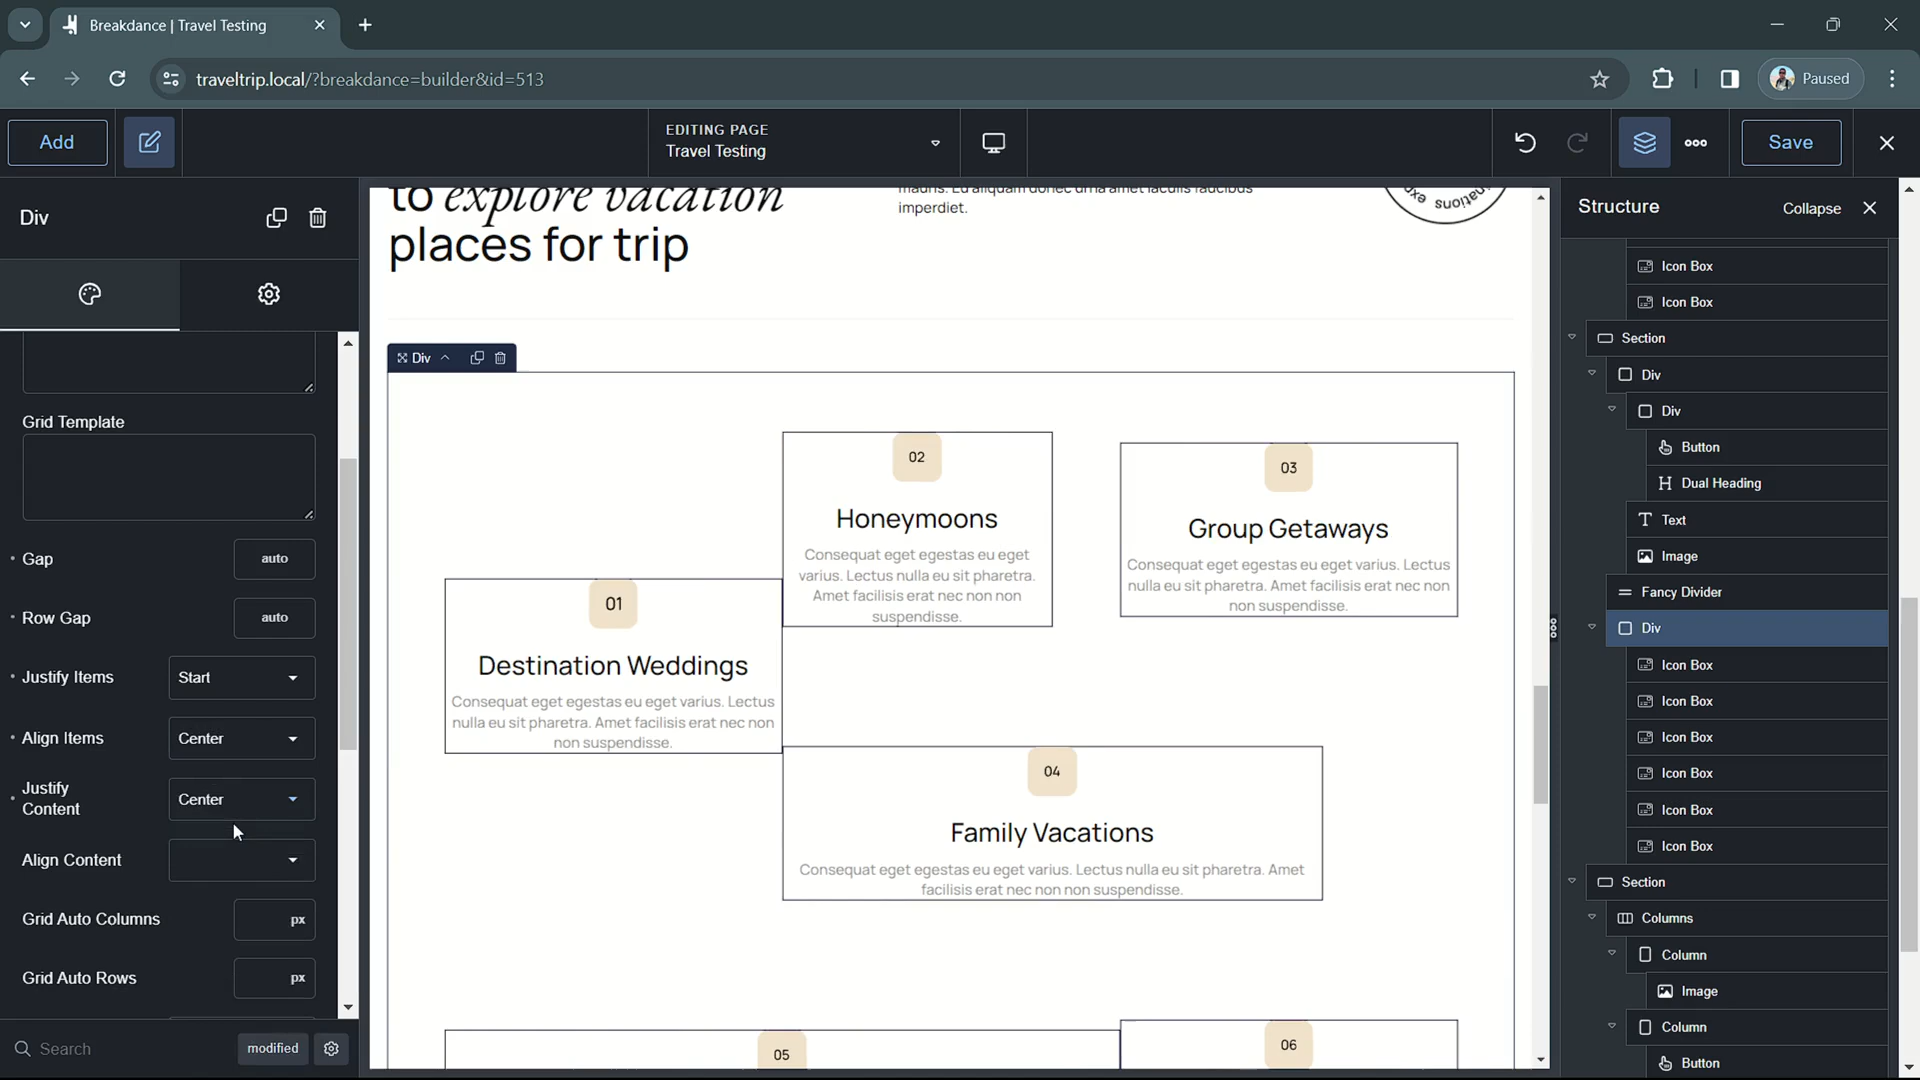 Breakdance | Travel Testing
traveltrip.local/?breakdance=builder&id=513
Paused
Add
EDITING PAGE
Travel Testing
Save
Div
Grid Template
Gap
auto
Row Gap
auto
Justify Items
Start
Align Items
Center
Justify
Content
Center
Align Content
Grid Auto Columns
px
Grid Auto Rows
px
Search
modified
to explore vacation
places for trip
mauris. Eu aliquam donec urna amet iaculis faucibus
imperdiet.
Div
01
Destination Weddings
Consequat eget egestas eu eget varius. Lectus
nulla eu sit pharetra. Amet facilisis erat nec non
non suspendisse.
02
Honeymoons
Consequat eget egestas eu eget
varius. Lectus nulla eu sit pharetra.
Amet facilisis erat nec non non
suspendisse.
03
Group Getaways
Consequat eget egestas eu eget varius. Lectus
nulla eu sit pharetra. Amet facilisis erat nec non
non suspendisse.
04
Family Vacations
Consequat eget egestas eu eget varius. Lectus nulla eu sit pharetra. Amet
facilisis erat nec non non suspendisse.
05
06
Structure
Collapse
Icon Box
Icon Box
Section
Div
Div
Button
Dual Heading
Text
Image
Fancy Divider
Div
Icon Box
Icon Box
Icon Box
Icon Box
Icon Box
Icon Box
Section
Columns
Column
Image
Column
Button